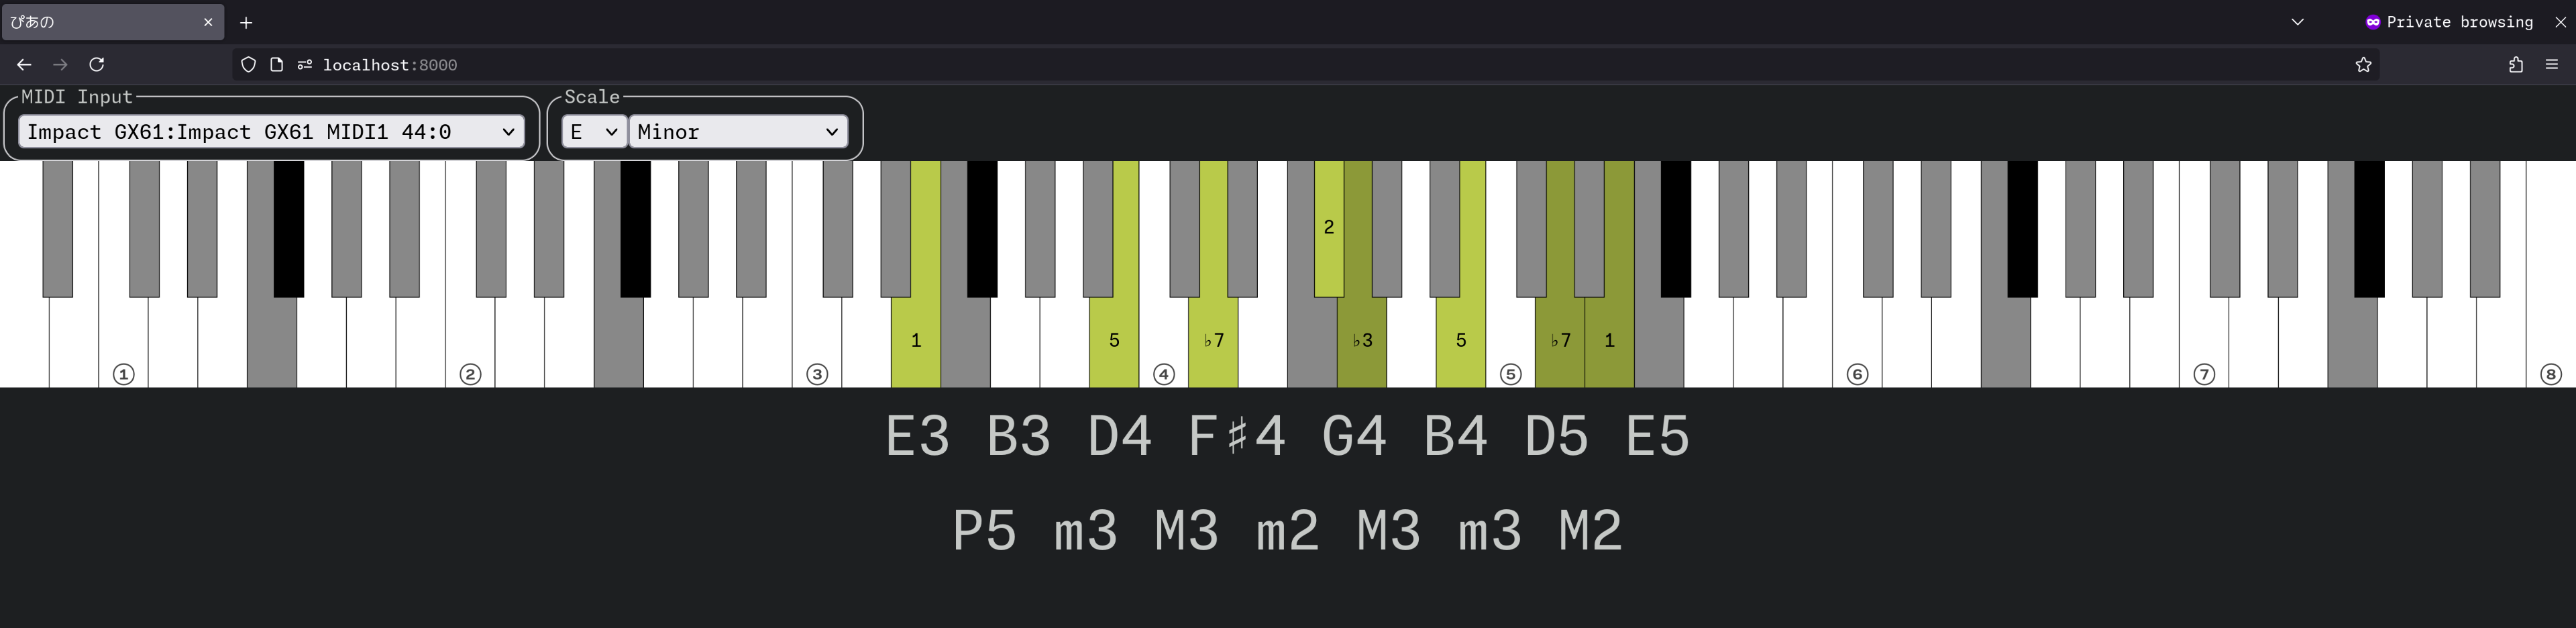 ぴあの
Private browsing
localhost:8000
MIDI Input
Scale
Impact GX61:Impact GX61 MIDI1 44:0
E
Minor
2
1 5 ♭7 ♭3 5 ♭7 1
① ② ③ ④ ⑤ ⑥ ⑦ ⑧
E3 B3 D4 F♯4 G4 B4 D5 E5
P5 m3 M3 m2 M3 m3 M2